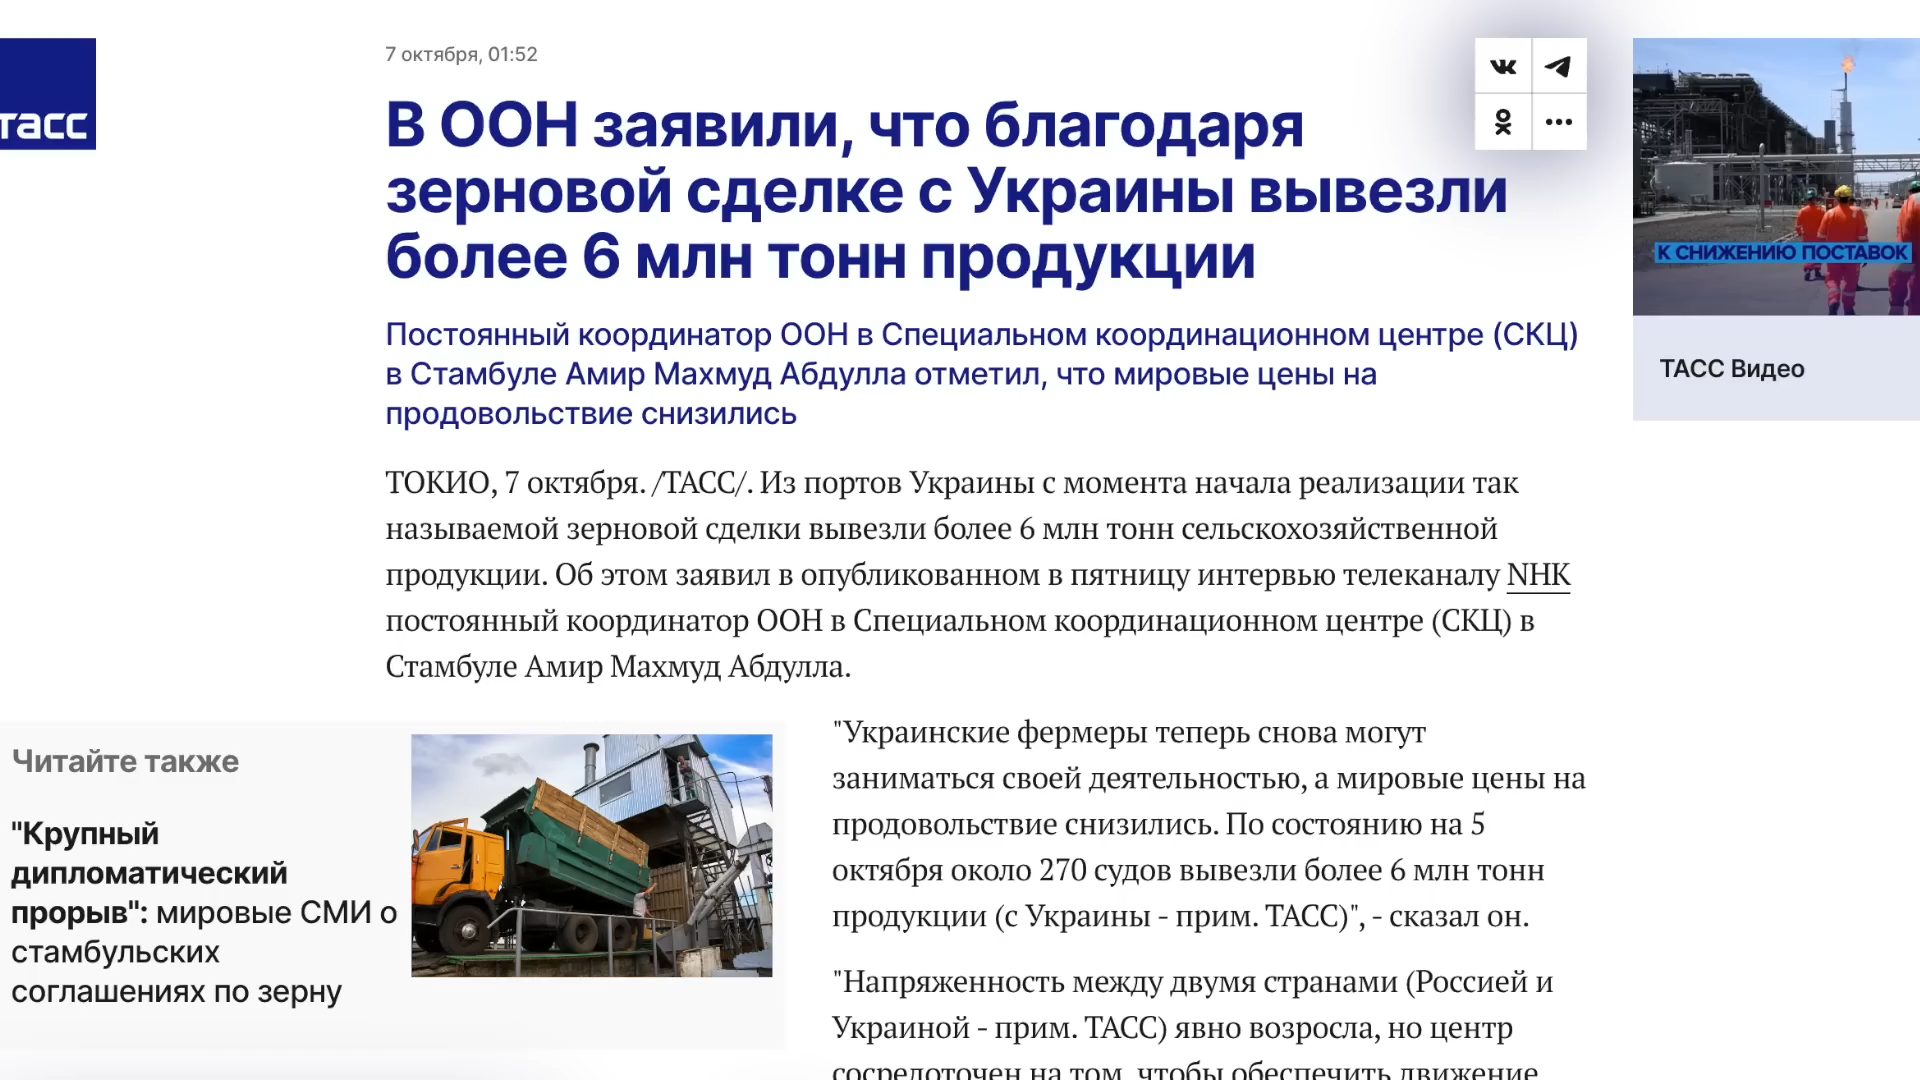 тасс
7 октября, 01:52
В ООН заявили, что благодаря
зерновой сделке с Украины вывезли
более 6 млн тонн продукции
Постоянный координатор ООН в Специальном координационном центре (СКЦ)
в Стамбуле Амир Махмуд Абдулла отметил, что мировые цены на
продовольствие снизились
ТОКИО, 7 октября. /ТАСС/. Из портов Украины с момента начала реализации так
называемой зерновой сделки вывезли более 6 млн тонн сельскохозяйственной
продукции. Об этом заявил в опубликованном в пятницу интервью телеканалу NHK
постоянный координатор ООН в Специальном координационном центре (СКЦ) в
Стамбуле Амир Махмуд Абдулла.
Читайте также
"Крупный
дипломатический
прорыв": мировые СМИ о
стамбульских
соглашениях по зерну
"Украинские фермеры теперь снова могут
заниматься своей деятельностью, а мировые цены на
продовольствие снизились. По состоянию на 5
октября около 270 судов вывезли более 6 млн тонн
продукции (с Украины - прим. ТАСС)", - сказал он.
"Напряженность между двумя странами (Россией и
Украиной - прим. ТАСС) явно возросла, но центр
сосредоточен на том, чтобы обеспечить движение
К СНИЖЕНИЮ ПОСТАВОК
ТАСС Видео